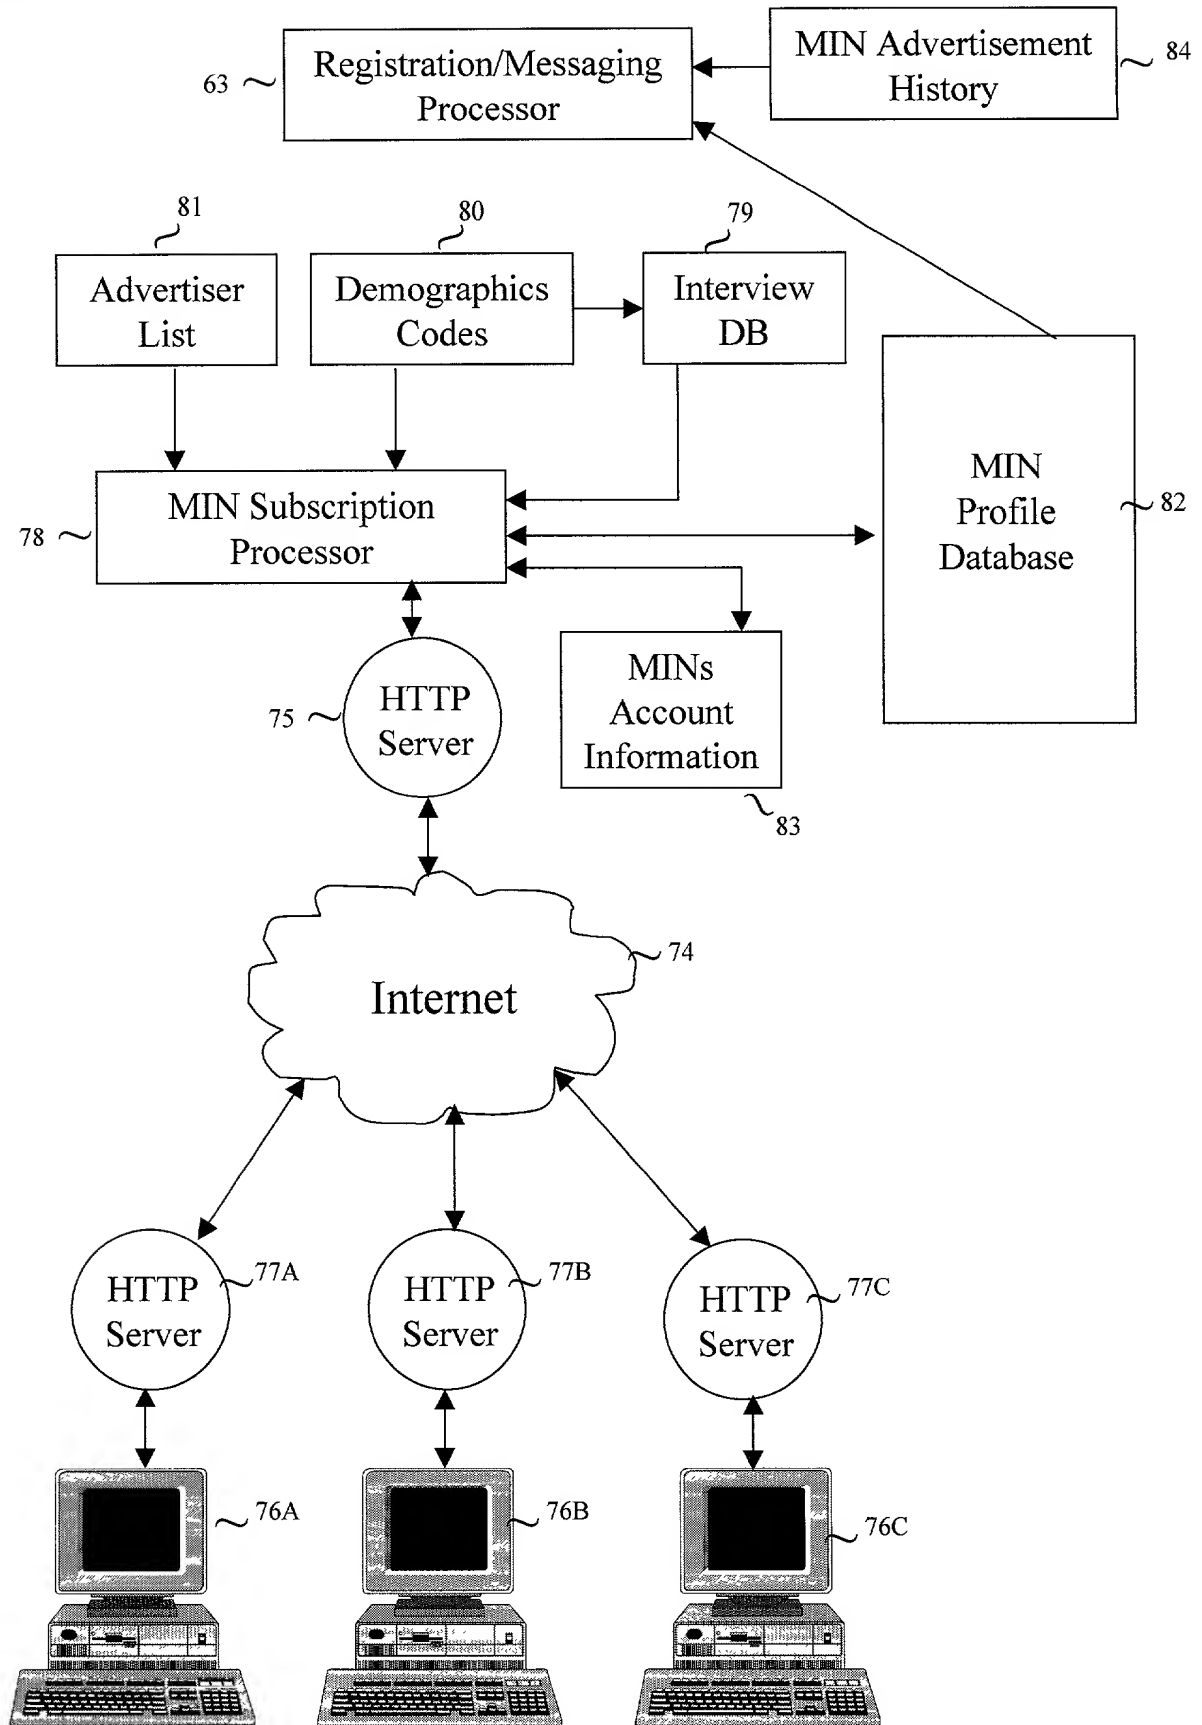 MIN Advertisement
History
84
Registration/Messaging
Processor
63
81
80
79
Advertiser
List
Demographics
Codes
Interview
DB
MIN
Profile
Database
82
MIN Subscription
Processor
78
MINs
Account
Information
83
HTTP
Server
75
74
Internet
HTTP
Server
77A
HTTP
Server
77B
HTTP
Server
77C
76A
76B
76C